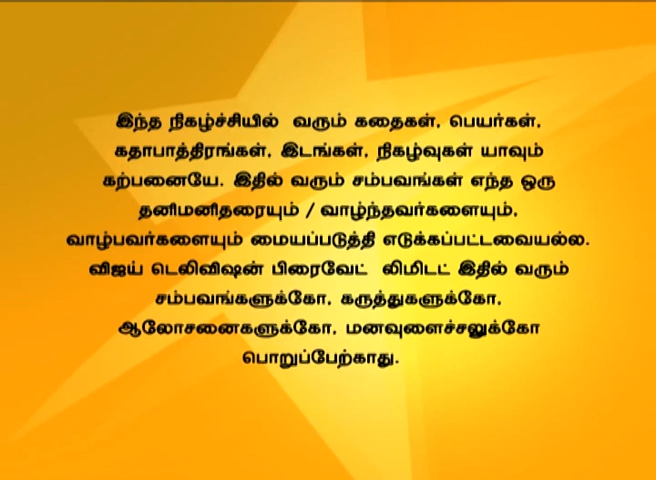 இந்த நிகழ்ச்சியில் வரும் கதைகள், பெயர்கள்,
கதாபாத்திரங்கள், இடங்கள், நிகழ்வுகள் யாவும்
கற்பனையே. இதில் வரும் சம்பவங்கள் எந்த ஒரு
தனிமனிதரையும் / வாழ்ந்தவர்களையும்,
வாழ்பவர்களையும் மையப்படுத்தி எடுக்கப்பட்டவையல்ல.
விஜய் டெலிவிஷன் பிரைவேட் லிமிடட் இதில் வரும்
சம்பவங்களுக்கோ, கருத்துகளுக்கோ,
ஆலோசனைகளுக்கோ, மனவுளைச்சலுக்கோ
பொறுப்பேற்காது.